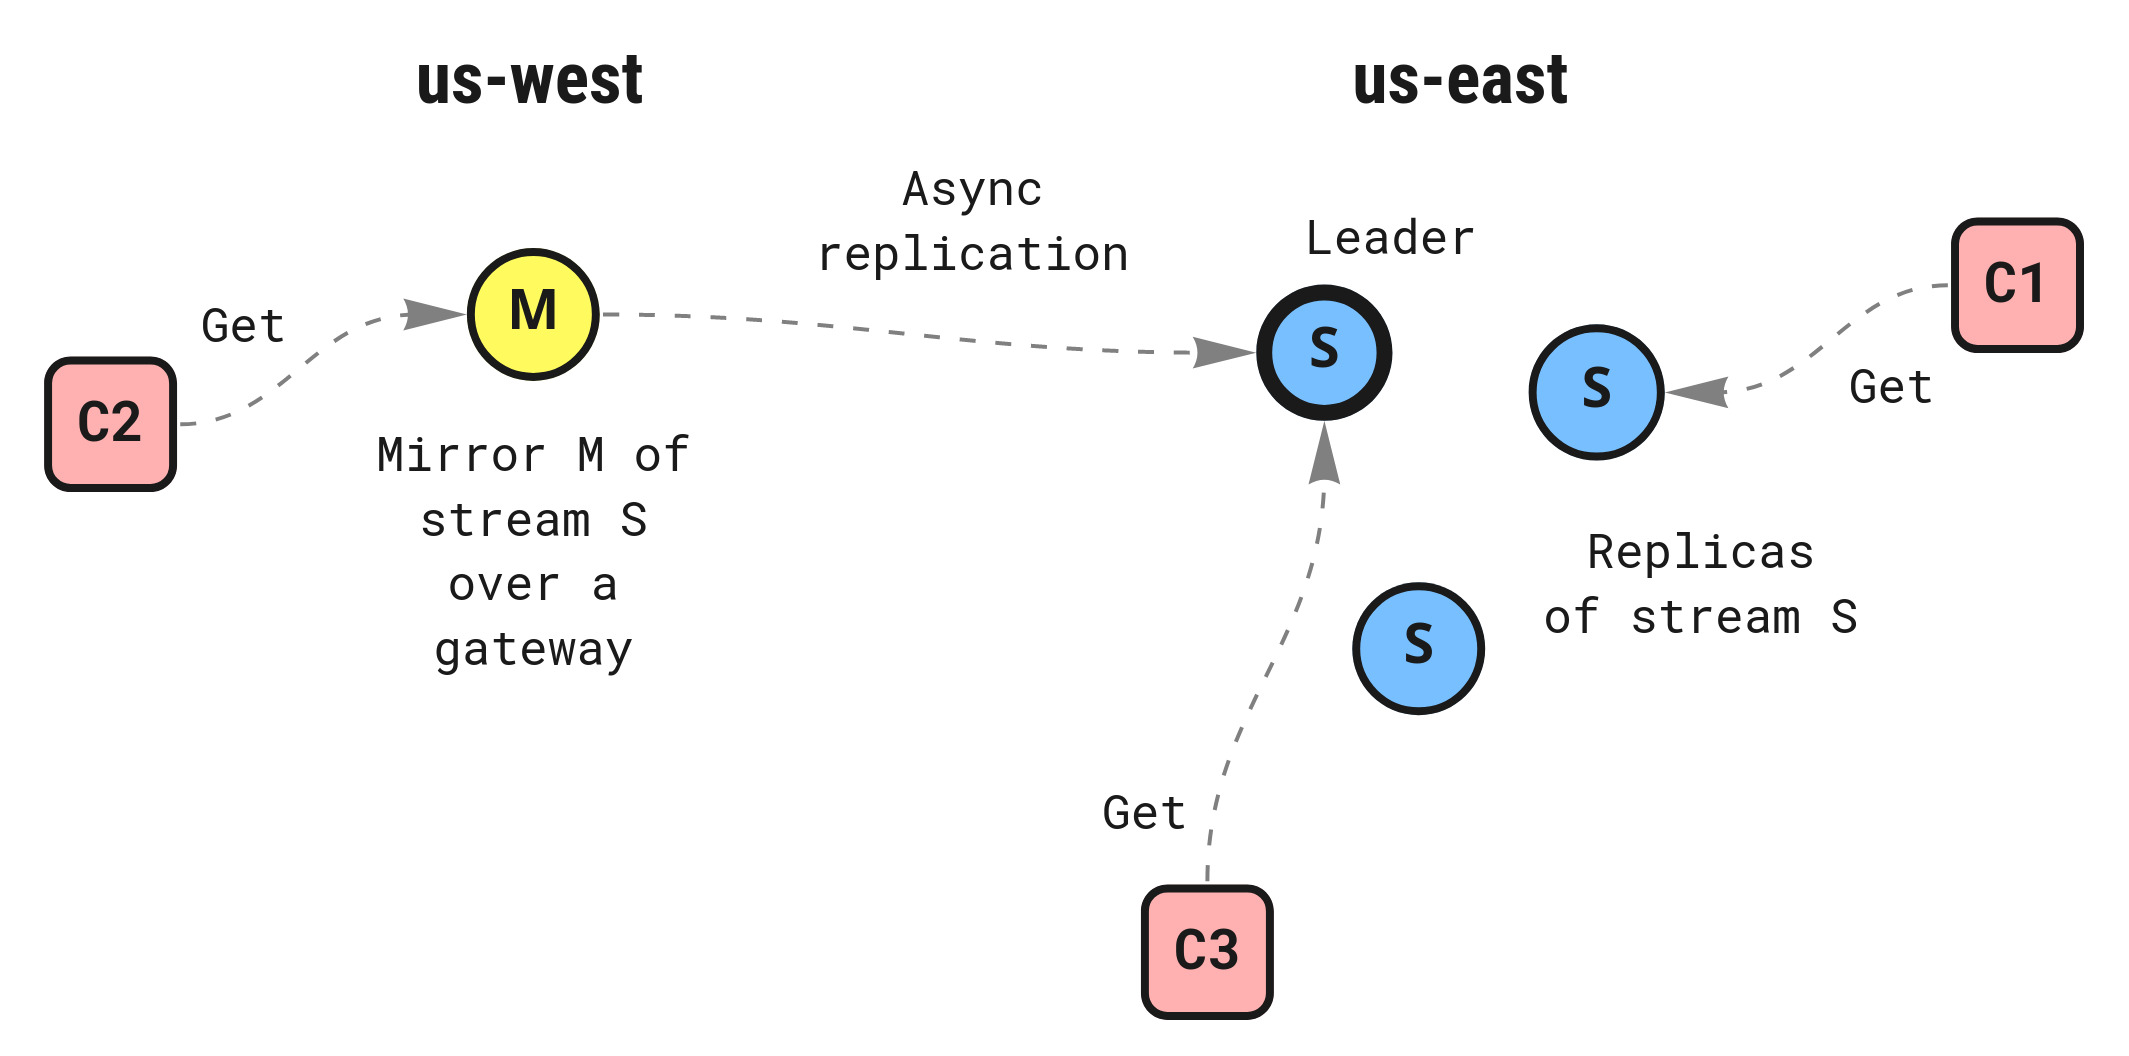 us-west
us-east
Async
replication
Leader
C1
Get
M
S
S
Get
C2
Mirror M of
stream S
over a
gateway
Replicas
of stream S
S
Get
C3